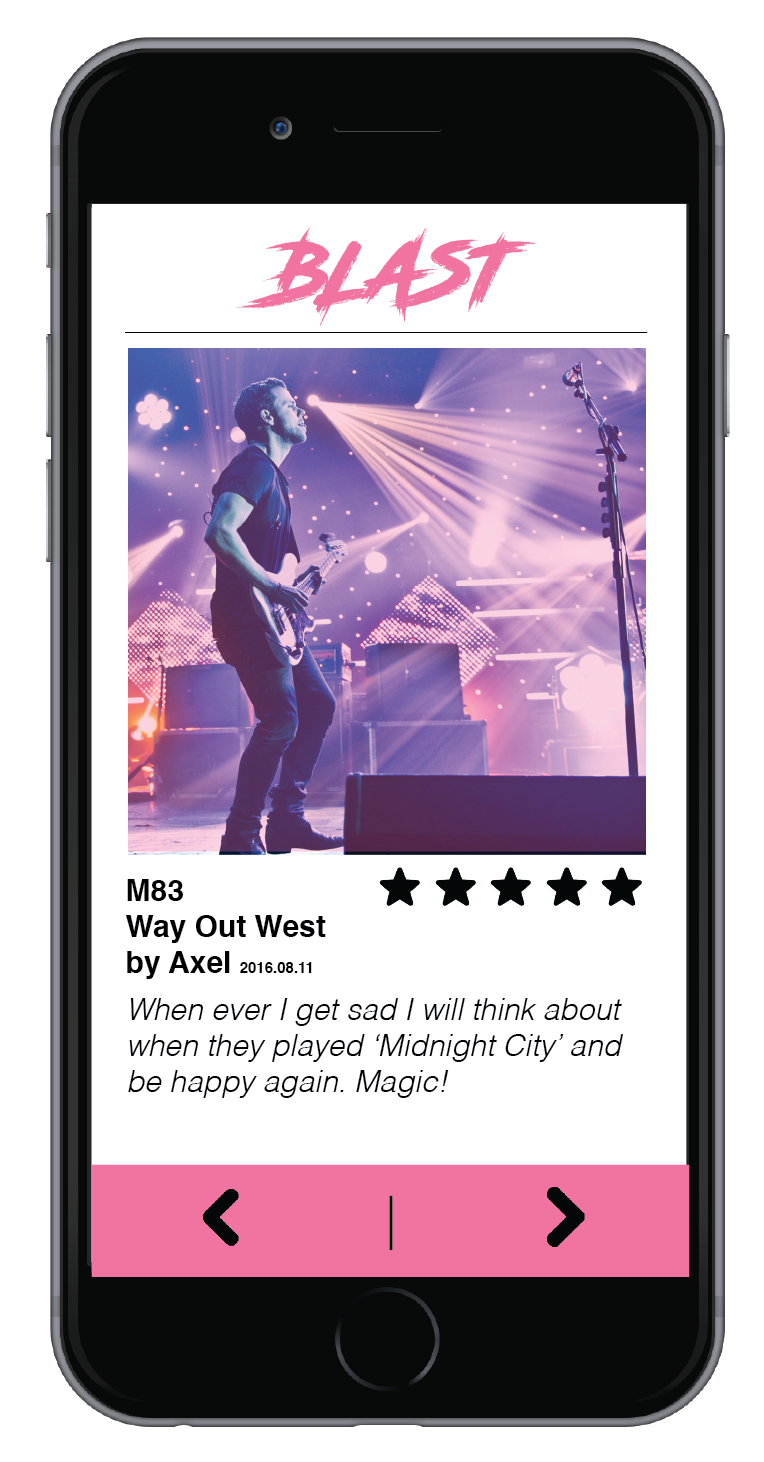 BLAST
M83
Way Out West
by Axel 2016.08.11
When ever I get sad I will think about
when they played ‘Midnight City’ and
be happy again. Magic!